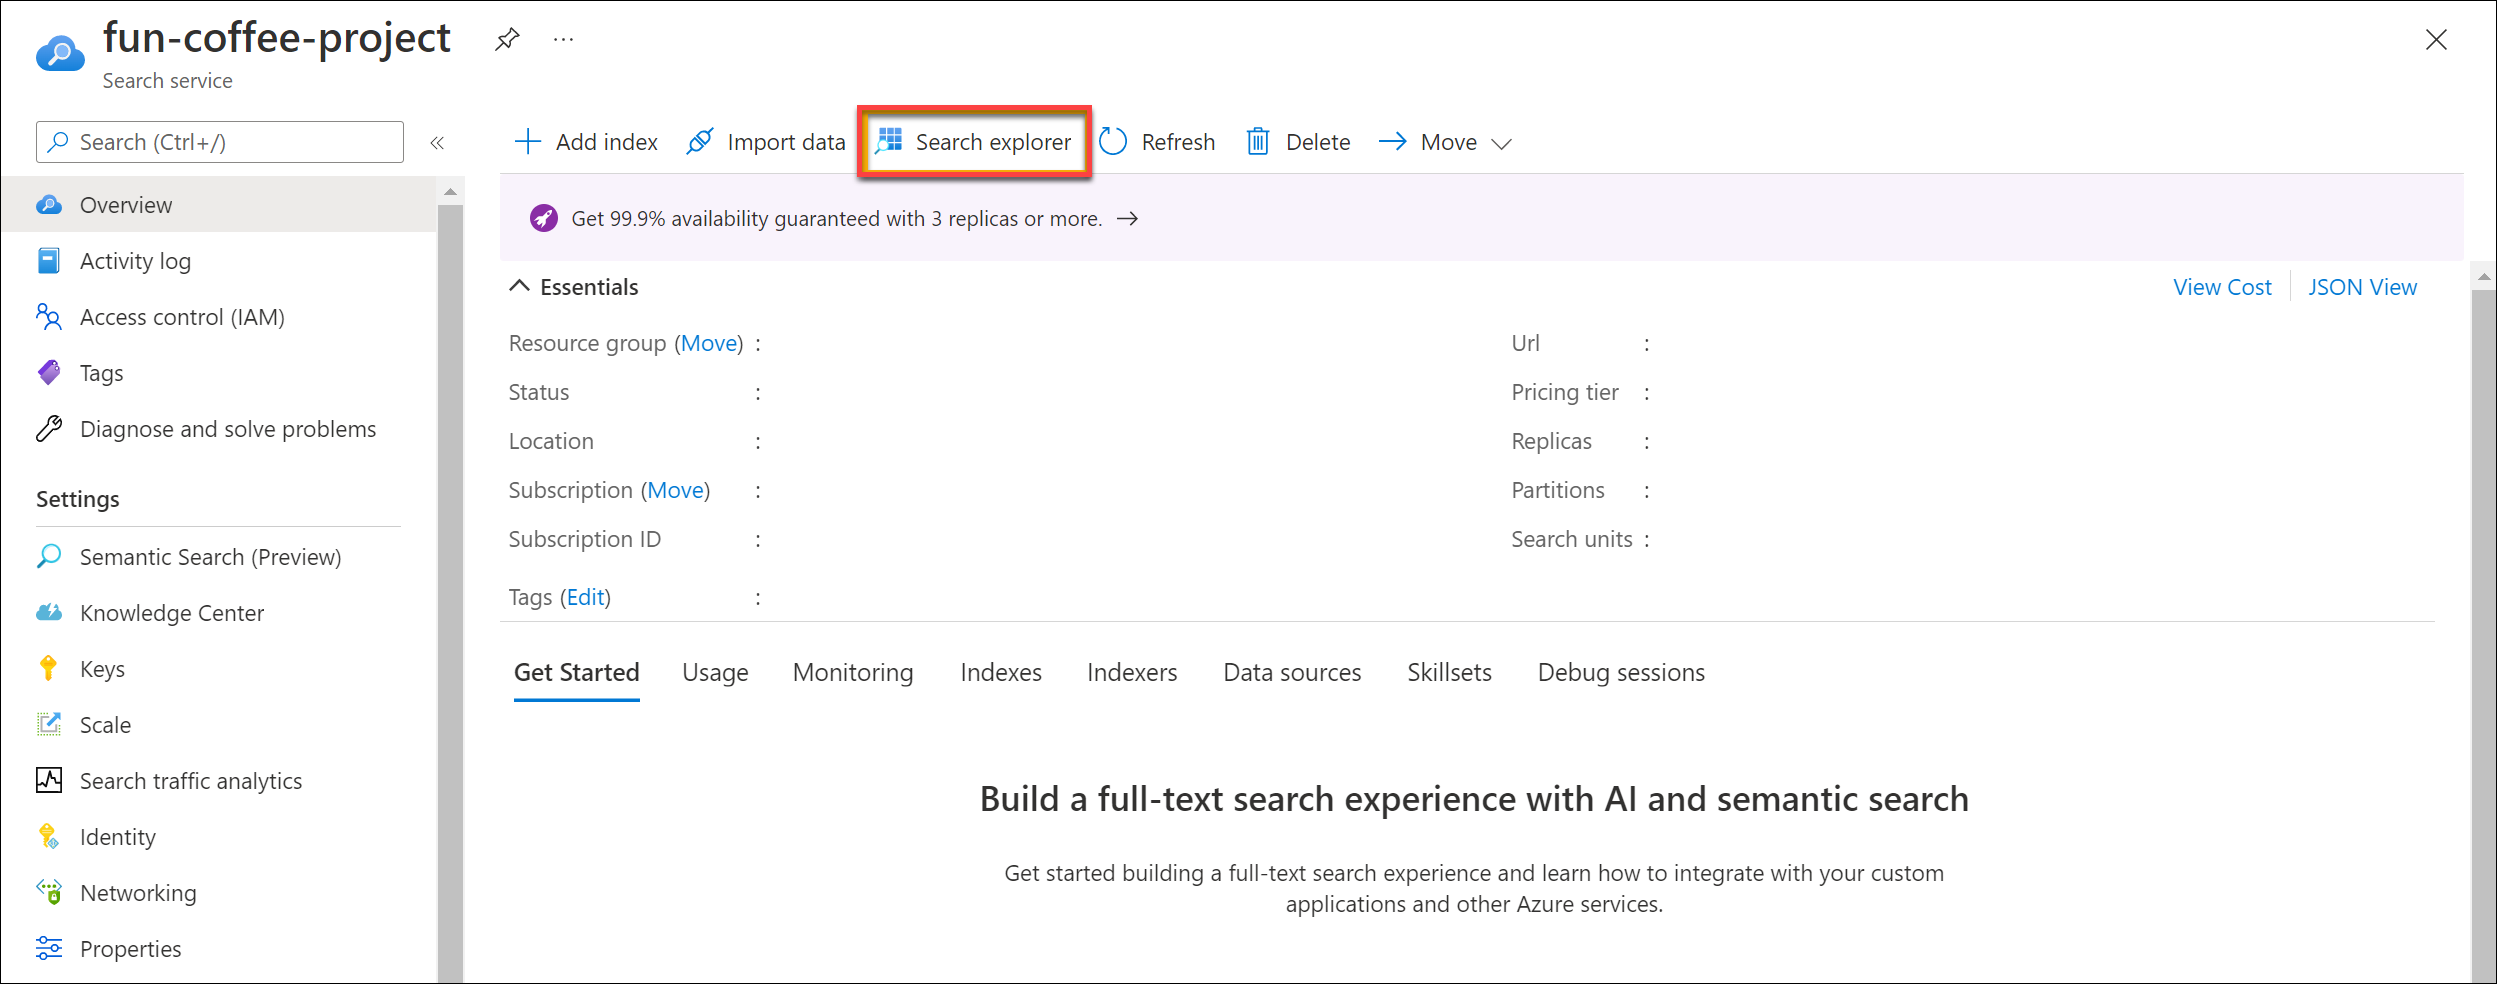 fun-coffee-project
Search service
Search (Ctrl+/)
Overview
Activity log
Access control (IAM)
Tags
Diagnose and solve problems
Settings
Semantic Search (Preview)
Knowledge Center
Keys
Scale
Search traffic analytics
Identity
Networking
Properties
Add index Import data Search explorer Refresh Delete Move
Get 99.9% availability guaranteed with 3 replicas or more. →
Essentials
View Cost JSON View
Resource group (Move) :
Status :
Location :
Subscription (Move) :
Subscription ID :
Tags (Edit) :
Url :
Pricing tier :
Replicas :
Partitions :
Search units :
Get Started Usage Monitoring Indexes Indexers Data sources Skillsets Debug sessions
Build a full-text search experience with AI and semantic search
Get started building a full-text search experience and learn how to integrate with your custom
applications and other Azure services.